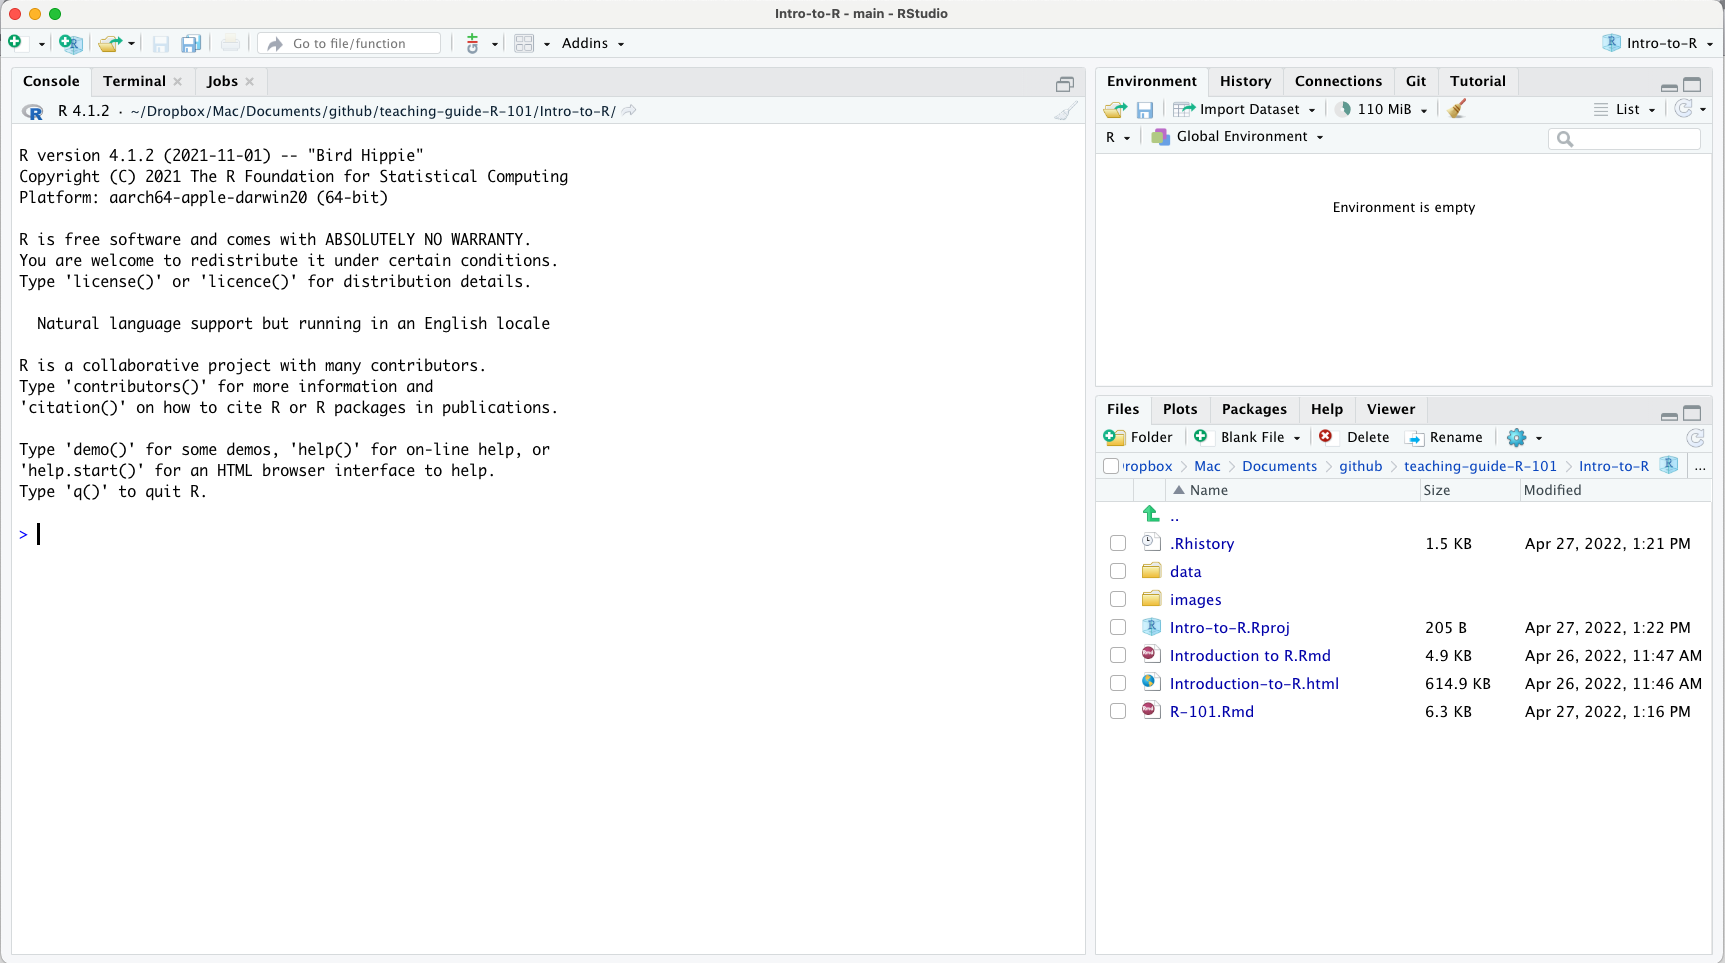 Intro-to-R - main - RStudio
Go to file/function
Addins
Intro-to-R
Console Terminal Jobs
R 4.1.2 · ~/Dropbox/Mac/Documents/github/teaching-guide-R-101/Intro-to-R/
R version 4.1.2 (2021-11-01) -- "Bird Hippie"
Copyright (C) 2021 The R Foundation for Statistical Computing
Platform: aarch64-apple-darwin20 (64-bit)
R is free software and comes with ABSOLUTELY NO WARRANTY.
You are welcome to redistribute it under certain conditions.
Type 'license()' or 'licence()' for distribution details.
Natural language support but running in an English locale
R is a collaborative project with many contributors.
Type 'contributors()' for more information and
'citation()' on how to cite R or R packages in publications.
Type 'demo()' for some demos, 'help()' for on-line help, or
'help.start()' for an HTML browser interface to help.
Type 'q()' to quit R.
>
Environment History Connections Git Tutorial
Import Dataset 110 MiB List
R Global Environment
Environment is empty
Files Plots Packages Help Viewer
Folder Blank File Delete Rename
ropbox > Mac > Documents > github > teaching-guide-R-101 > Intro-to-R ...
Name Size Modified
..
.Rhistory 1.5 KB Apr 27, 2022, 1:21 PM
data
images
Intro-to-R.Rproj 205 B Apr 27, 2022, 1:22 PM
Introduction to R.Rmd 4.9 KB Apr 26, 2022, 11:47 AM
Introduction-to-R.html 614.9 KB Apr 26, 2022, 11:46 AM
R-101.Rmd 6.3 KB Apr 27, 2022, 1:16 PM